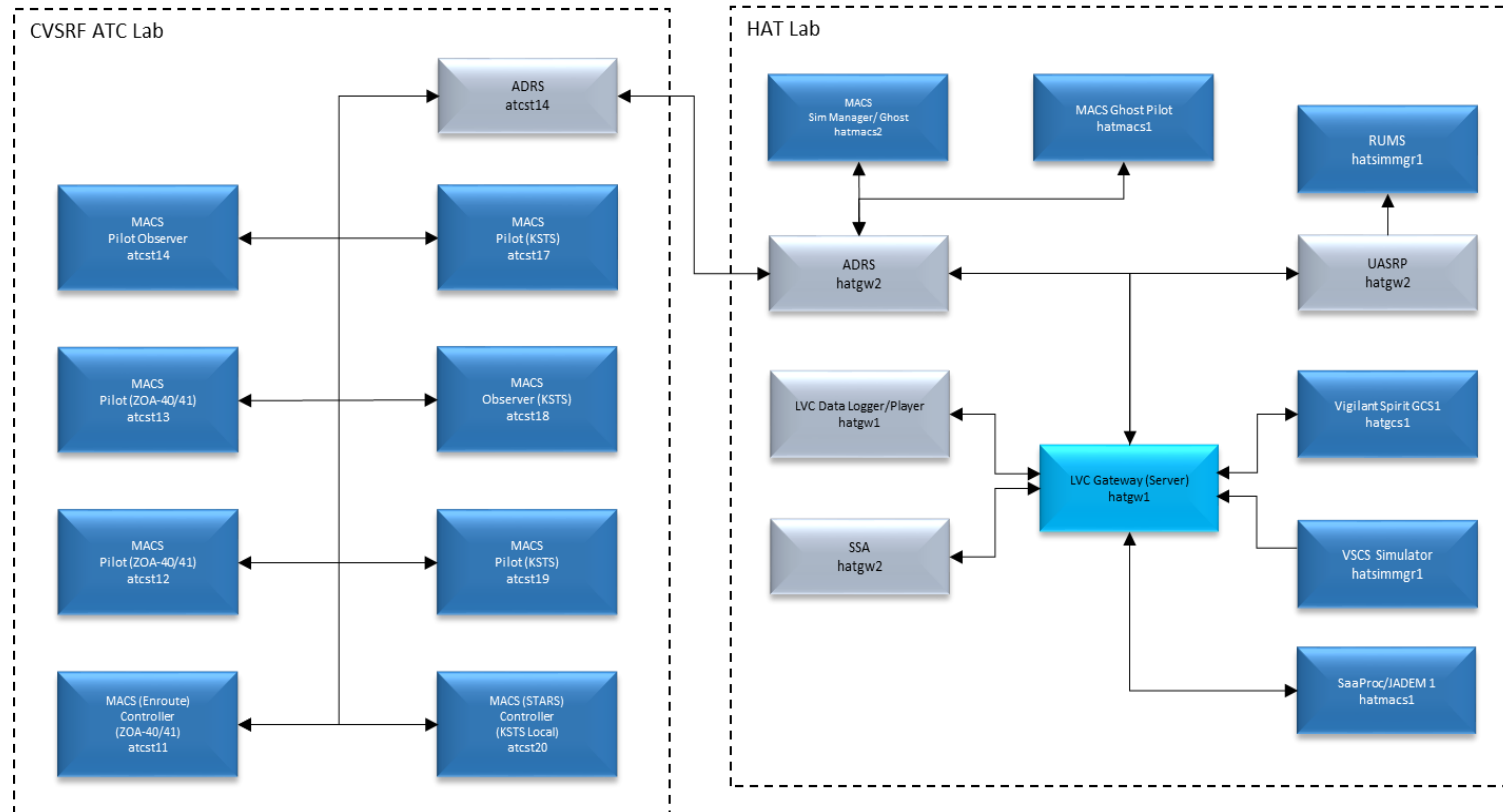 CVSRF ATC Lab
ADRS
atcst14
MACS
Pilot Observer
atcst14
MACS
Pilot (KSTS)
atcst17
MACS
Pilot (ZOA-40/41)
atcst13
MACS
Observer (KSTS)
atcst18
MACS
Pilot (ZOA-40/41)
atcst12
MACS
Pilot (KSTS)
atcst19
MACS (Enroute)
Controller
(ZOA-40/41)
atcst11
MACS (STARS)
Controller
(KSTS Local)
atcst20
HAT Lab
MACS
Sim Manager/ Ghost
hatmacs2
MACS Ghost Pilot
hatmacs1
RUMS
hatsimmgr1
ADRS
hatgw2
UASRP
hatgw2
LVC Data Logger/Player
hatgw1
Vigilant Spirit GCS1
hatgcs1
LVC Gateway (Server)
hatgw1
SSA
hatgw2
VSCS Simulator
hatsimmgr1
SaaProc/JADEM 1
hatmacs1